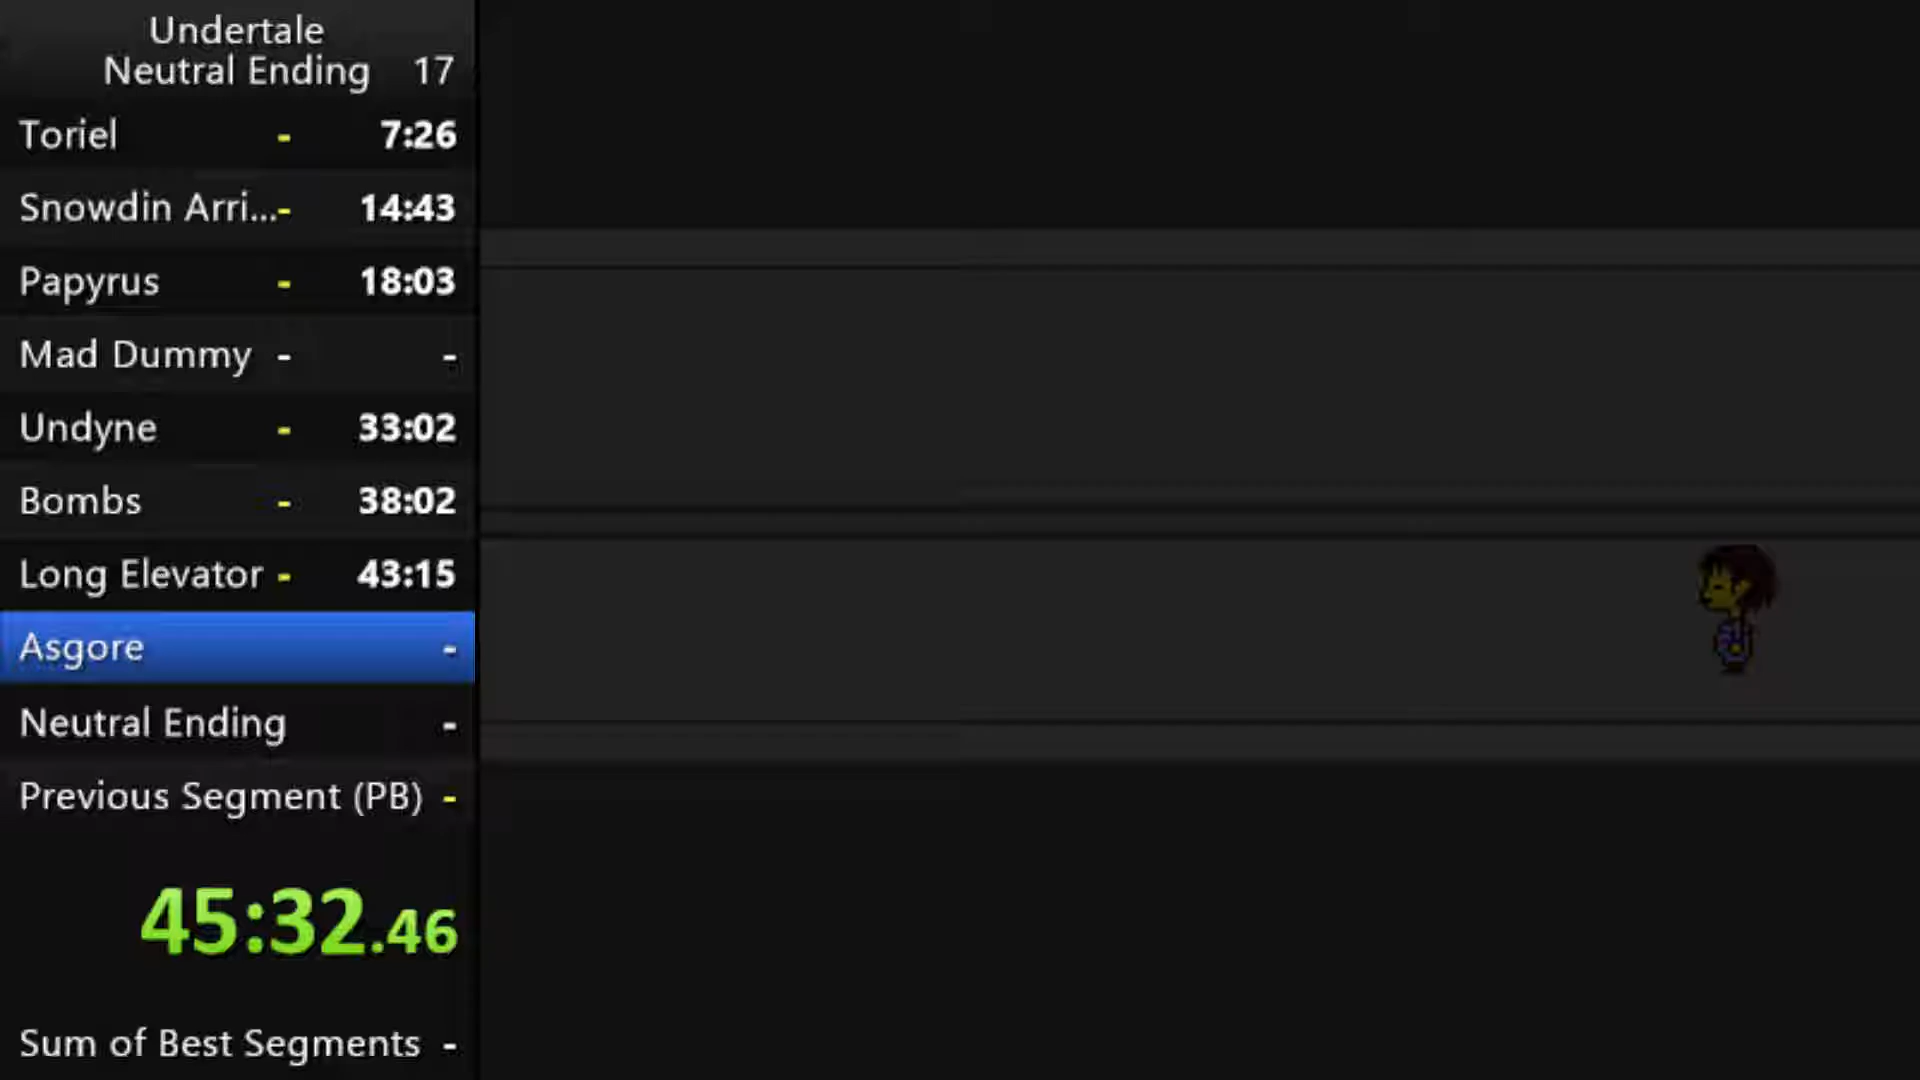 Undertale
Neutral Ending 17
Toriel - 7:26
Snowdin Arri...- 14:43
Papyrus - 18:03
Mad Dummy - -
Undyne - 33:02
Bombs - 38:02
Long Elevator - 43:15
Asgore -
Neutral Ending -
Previous Segment (PB) -
45:32.46
Sum of Best Segments -